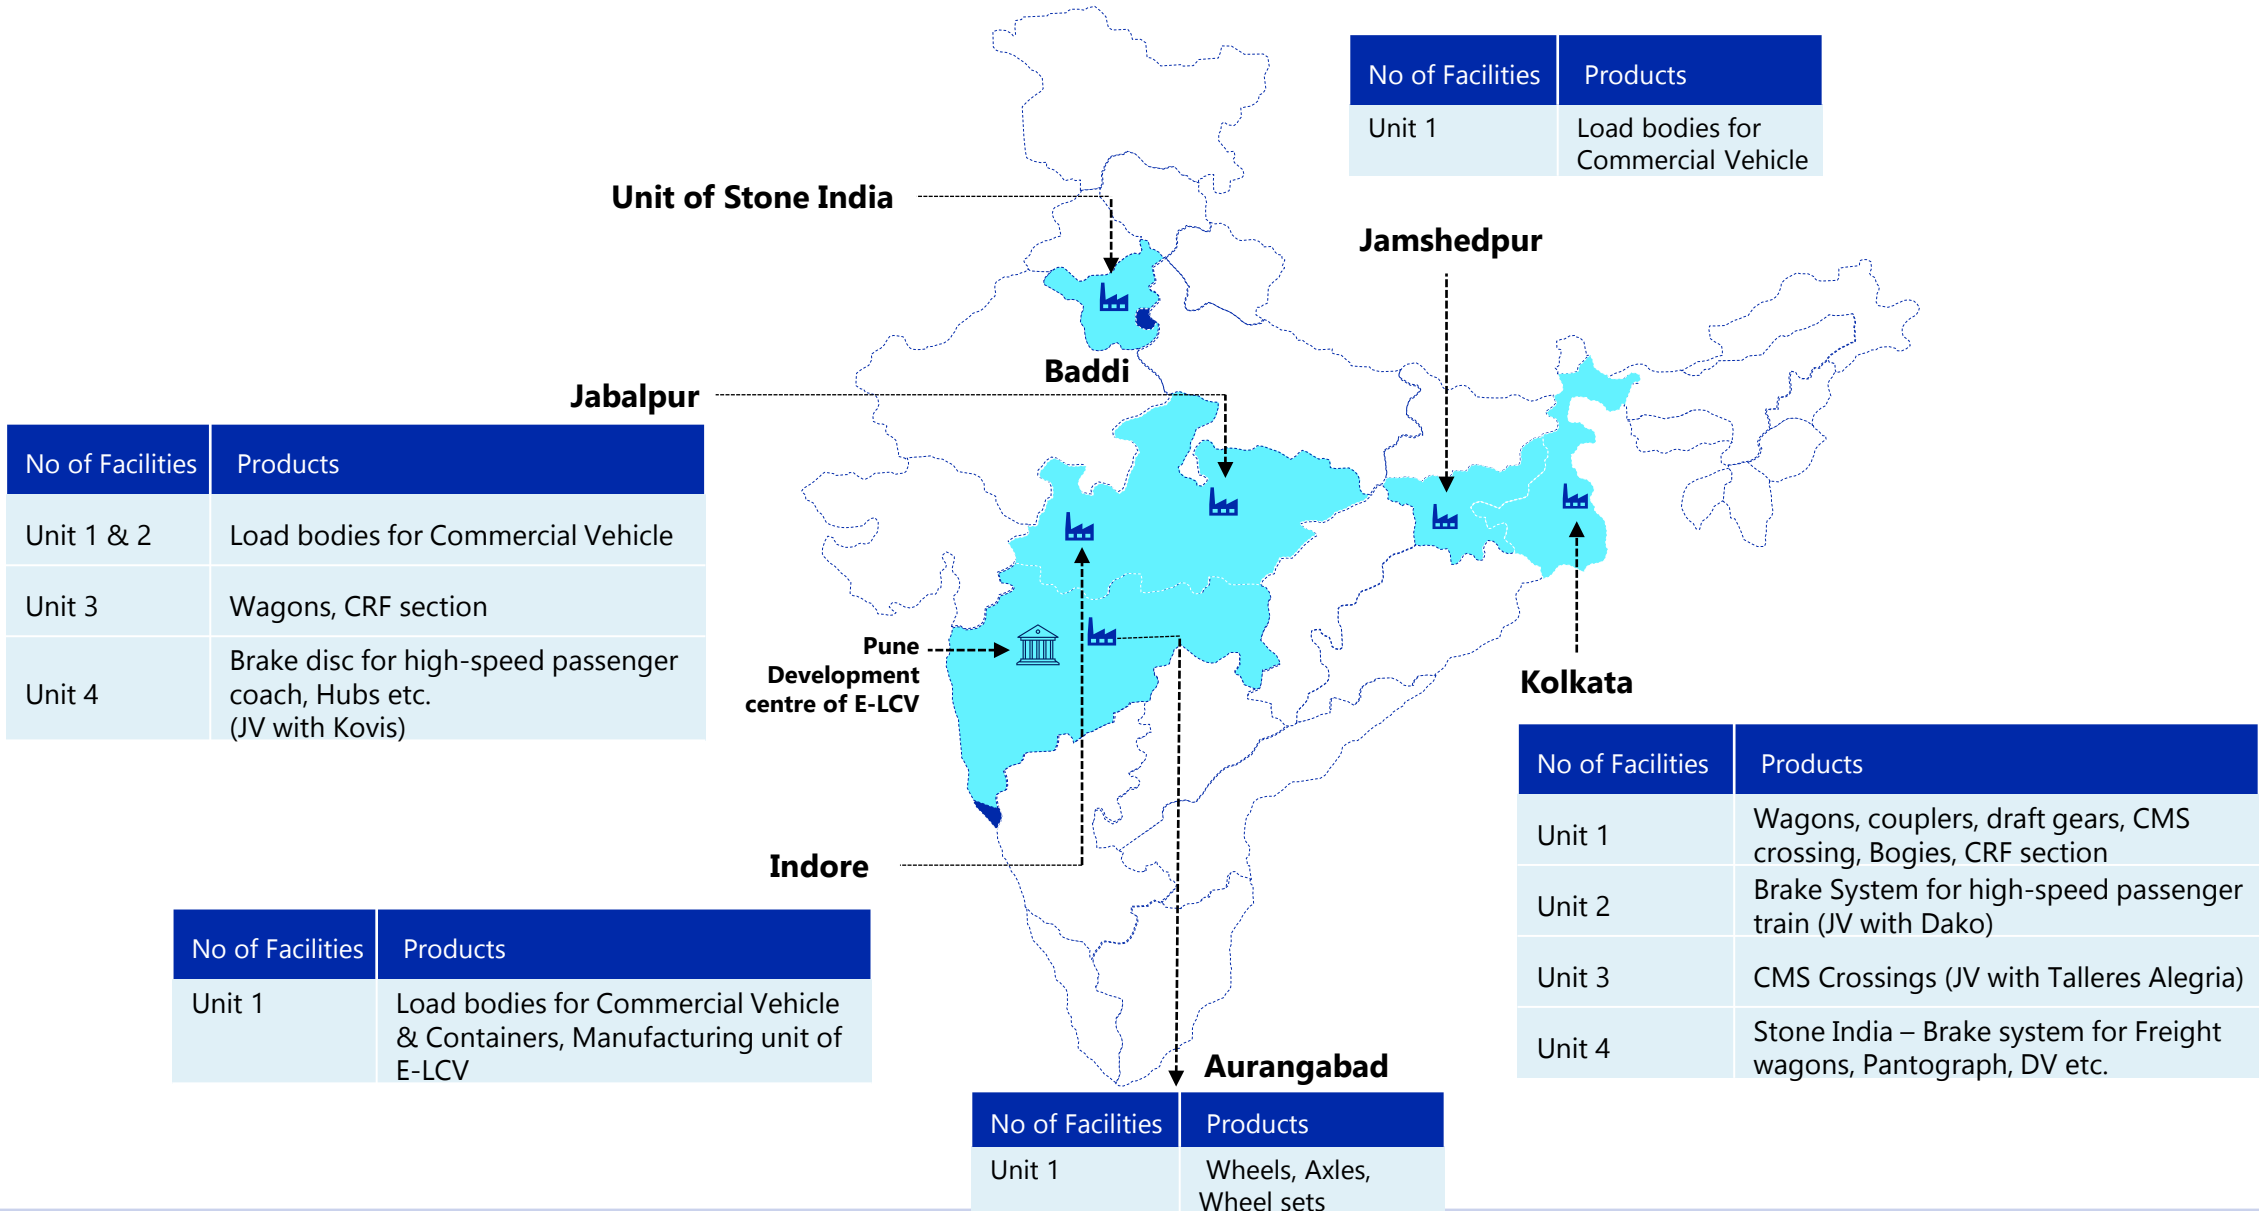 No of Facilities Products
Unit 1 Load bodies for
Commercial Vehicle
Unit of Stone India
Jamshedpur
Baddi
Jabalpur
No of Facilities Products
Unit 1 & 2 Load bodies for Commercial Vehicle
Unit 3 Wagons, CRF section
Unit 4 Brake disc for high-speed passenger
coach, Hubs etc.
(JV with Kovis)
Pune
Development
centre of E-LCV
Kolkata
No of Facilities Products
Unit 1 Wagons, couplers, draft gears, CMS
crossing, Bogies, CRF section
Unit 2 Brake System for high-speed passenger
train (JV with Dako)
Unit 3 CMS Crossings (JV with Talleres Alegria)
Unit 4 Stone India – Brake system for Freight
wagons, Pantograph, DV etc.
Indore
No of Facilities Products
Unit 1 Load bodies for Commercial Vehicle
& Containers, Manufacturing unit of
E-LCV
Aurangabad
No of Facilities Products
Unit 1 Wheels, Axles,
Wheel sets